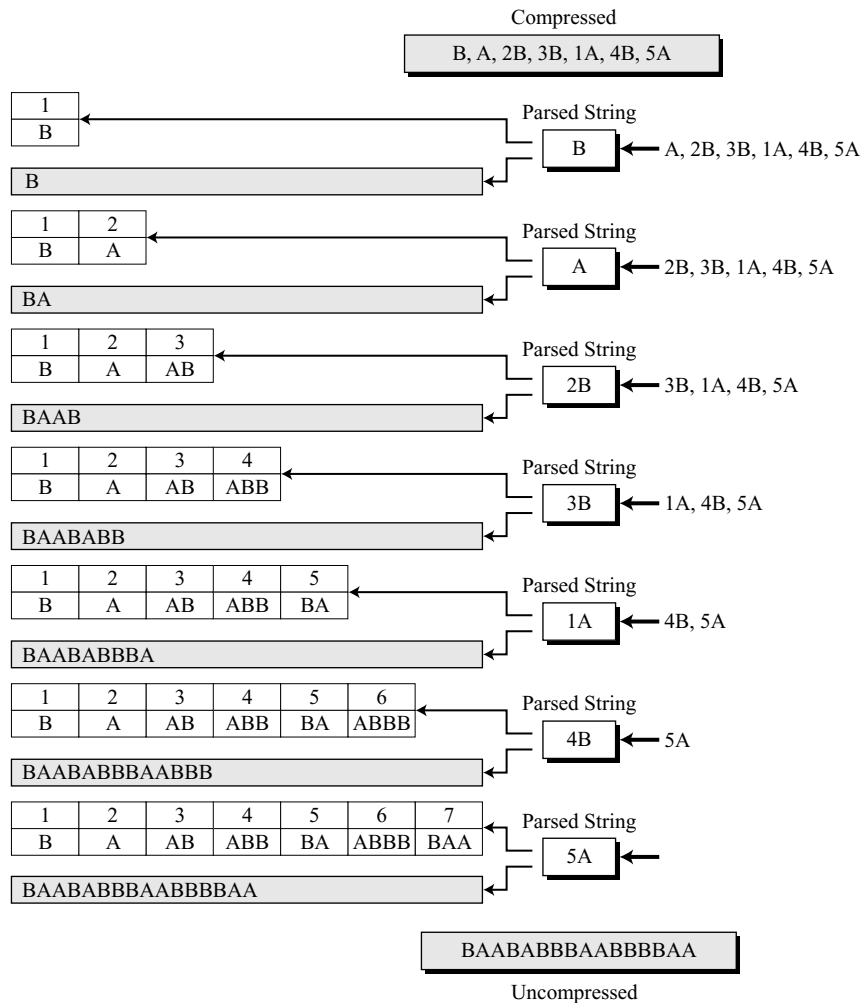 Compressed
B, A, 2B, 3B, 1A, 4B, 5A
1
B
Parsed String
B
A, 2B, 3B, 1A, 4B, 5A
B
1 2
B A
Parsed String
A
2B, 3B, 1A, 4B, 5A
BA
1 2 3
B A AB
Parsed String
2B
3B, 1A, 4B, 5A
BAAB
1 2 3 4
B A AB ABB
Parsed String
3B
1A, 4B, 5A
BAABABB
1 2 3 4 5
B A AB ABB BA
Parsed String
1A
4B, 5A
BAABABBBA
1 2 3 4 5 6
B A AB ABB BA ABBB
Parsed String
4B
5A
BAABABBBAABBB
1 2 3 4 5 6 7
B A AB ABB BA ABBB BAA
Parsed String
5A
BAABABBBAABBBBAA
BAABABBBAABBBBAA
Uncompressed